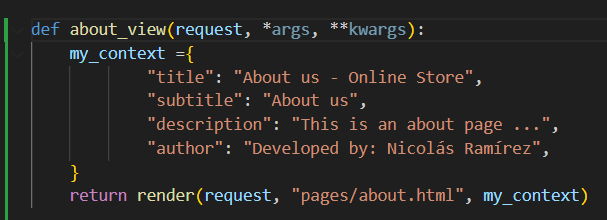 def about_view(request, *args, **kwargs):
    my_context ={
            "title": "About us - Online Store",
            "subtitle": "About us",
            "description": "This is an about page ...",
            "author": "Developed by: Nicolás Ramírez",
    }
    return render(request, "pages/about.html", my_context)